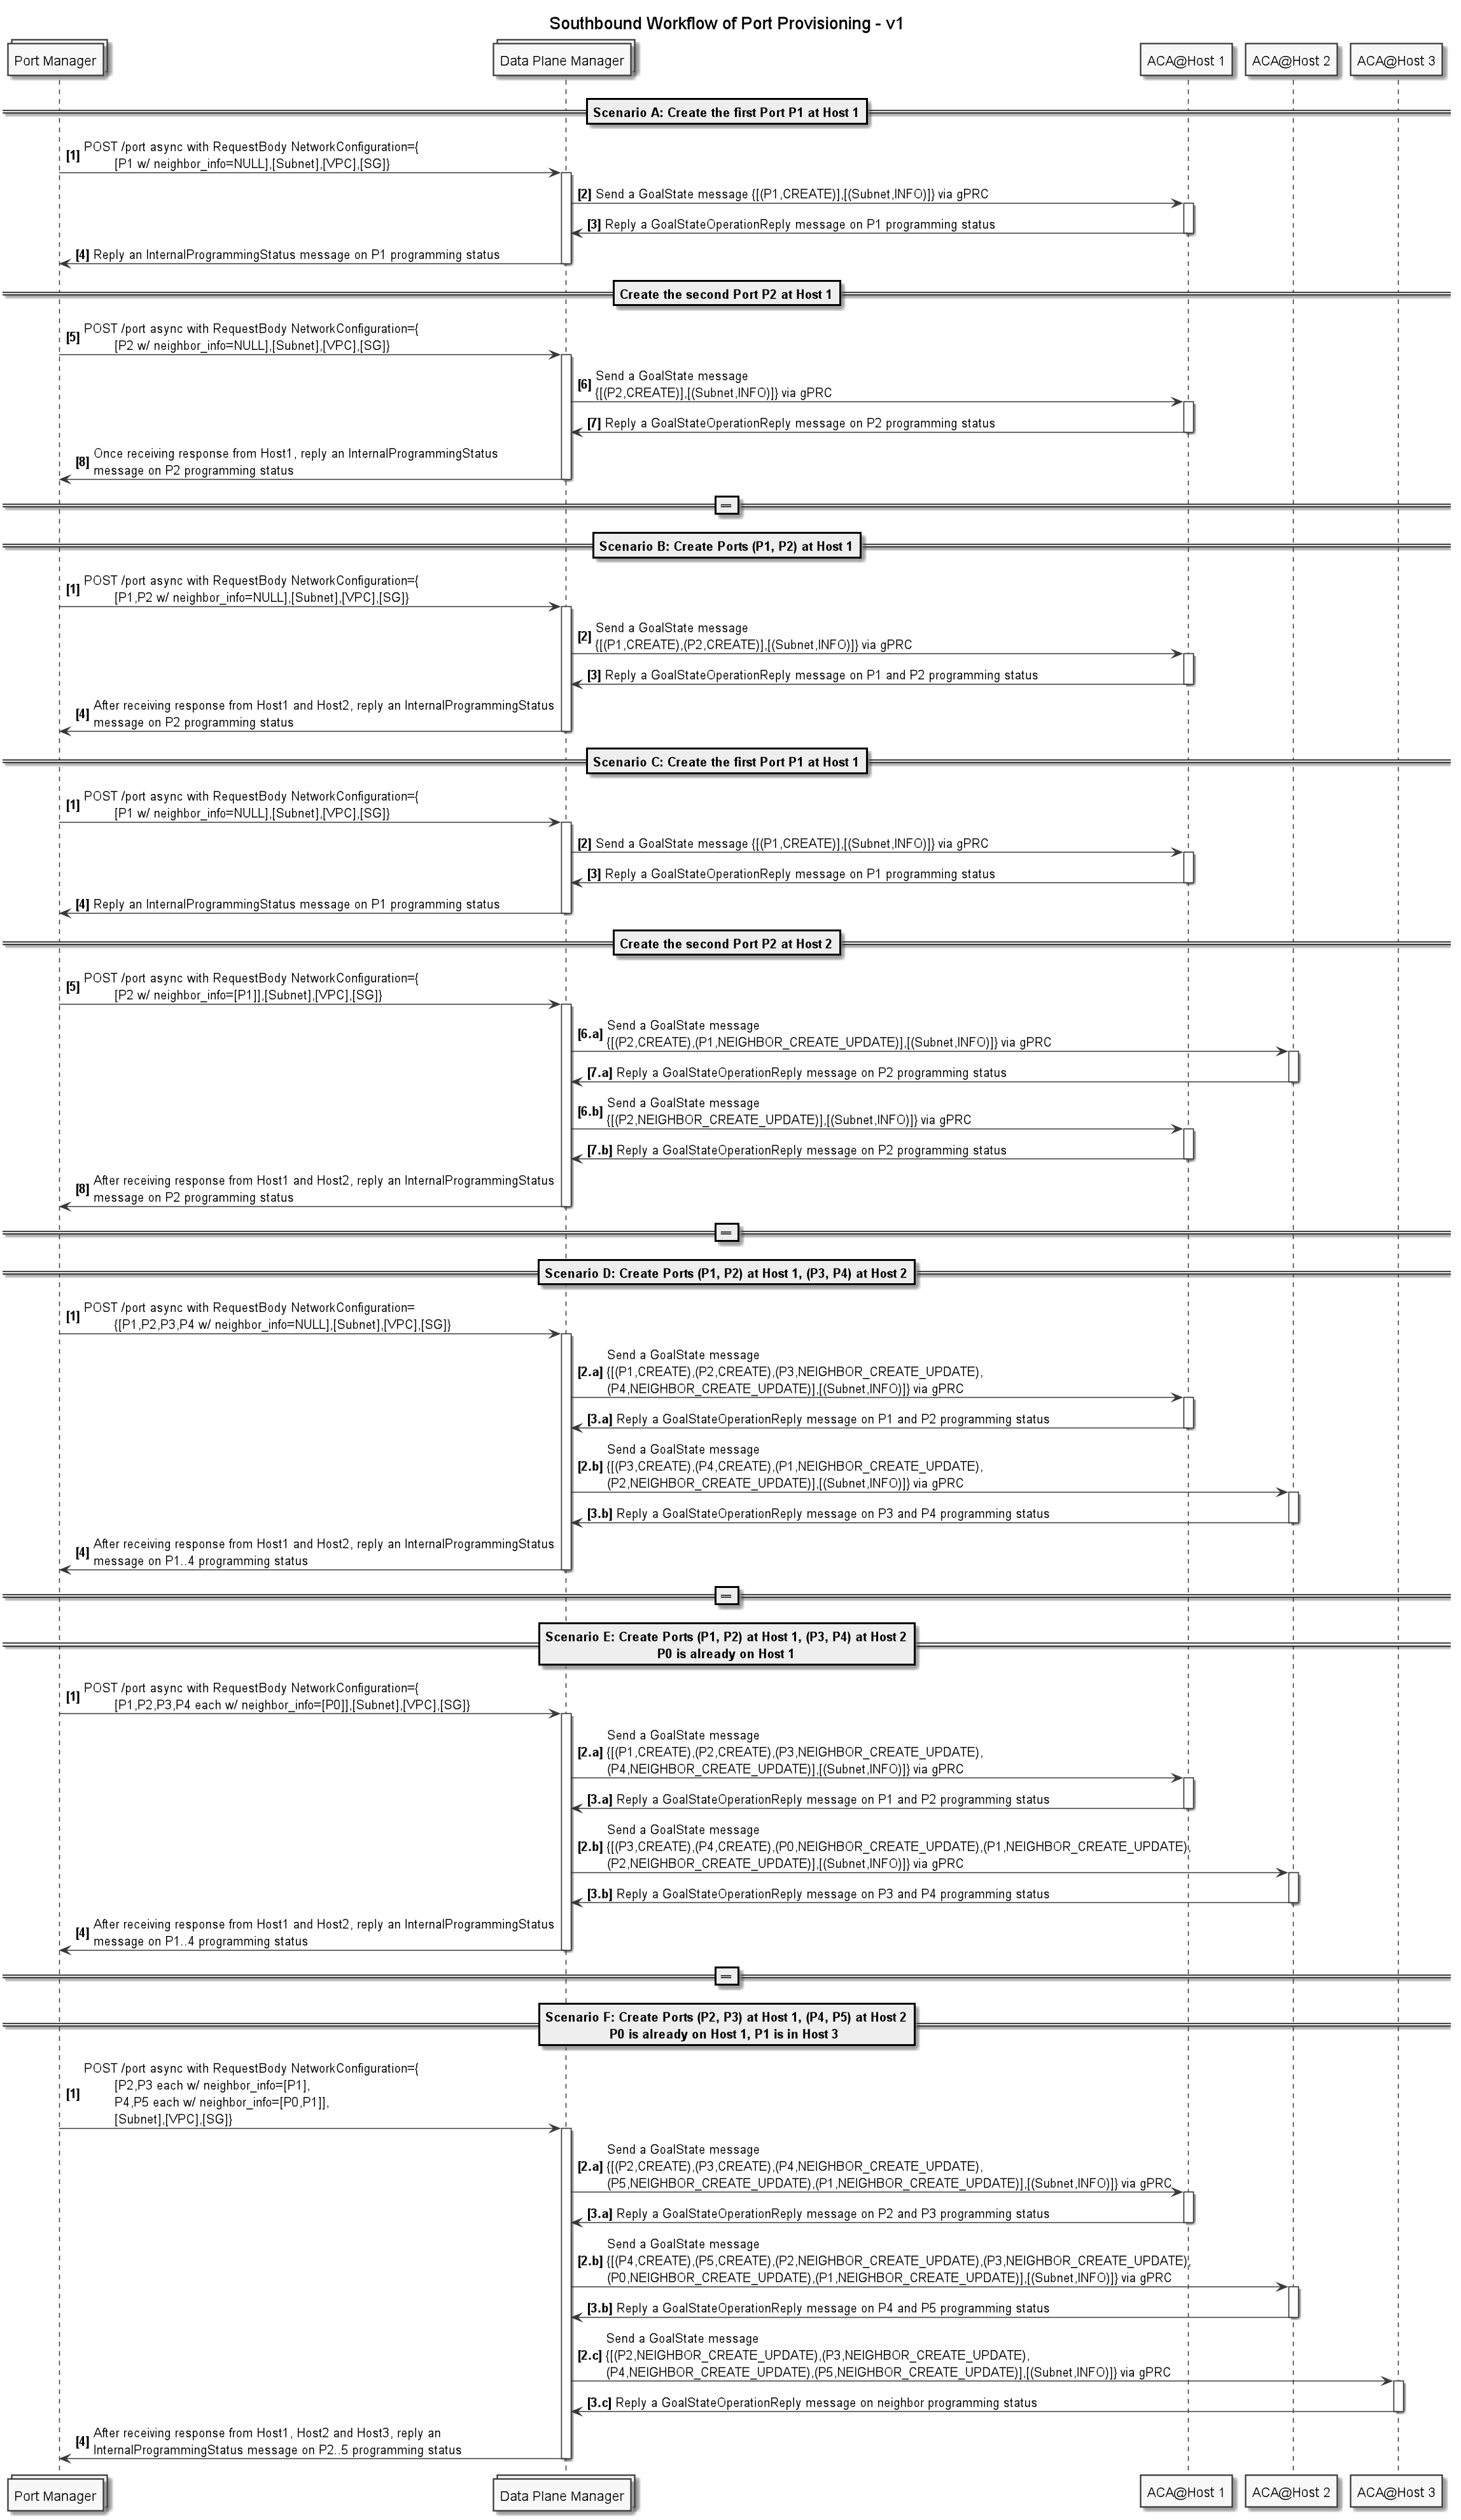 Southbound Workflow of Port Provisioning - v1
Port Manager
Data Plane Manager
ACA@Host 1
ACA@Host 2
ACA@Host 3
Scenario A: Create the first Port P1 at Host 1
[1] POST /port async with RequestBody NetworkConfiguration={
[P1 w/ neighbor_info=NULL],[Subnet],[VPC],[SG]}
[2] Send a GoalState message {[(P1,CREATE)],[(Subnet,INFO)]} via gPRC
[3] Reply a GoalStateOperationReply message on P1 programming status
[4] Reply an InternalProgrammingStatus message on P1 programming status
Create the second Port P2 at Host 1
[5] POST /port async with RequestBody NetworkConfiguration={
[P2 w/ neighbor_info=NULL],[Subnet],[VPC],[SG]}
[6] Send a GoalState message
{[(P2,CREATE)],[(Subnet,INFO)]} via gPRC
[7] Reply a GoalStateOperationReply message on P2 programming status
[8] Once receiving response from Host1, reply an InternalProgrammingStatus
message on P2 programming status
Scenario B: Create Ports (P1, P2) at Host 1
[1] POST /port async with RequestBody NetworkConfiguration={
[P1,P2 w/ neighbor_info=NULL],[Subnet],[VPC],[SG]}
[2] Send a GoalState message
{[(P1,CREATE),(P2,CREATE)],[(Subnet,INFO)]} via gPRC
[3] Reply a GoalStateOperationReply message on P1 and P2 programming status
[4] After receiving response from Host1 and Host2, reply an InternalProgrammingStatus
message on P2 programming status
Scenario C: Create the first Port P1 at Host 1
[1] POST /port async with RequestBody NetworkConfiguration={
[P1 w/ neighbor_info=NULL],[Subnet],[VPC],[SG]}
[2] Send a GoalState message {[(P1,CREATE)],[(Subnet,INFO)]} via gPRC
[3] Reply a GoalStateOperationReply message on P1 programming status
[4] Reply an InternalProgrammingStatus message on P1 programming status
Create the second Port P2 at Host 2
[5] POST /port async with RequestBody NetworkConfiguration={
[P2 w/ neighbor_info=[P1]],[Subnet],[VPC],[SG]}
[6.a] Send a GoalState message
{[(P2,CREATE),(P1,NEIGHBOR_CREATE_UPDATE)],[(Subnet,INFO)]} via gPRC
[7.a] Reply a GoalStateOperationReply message on P2 programming status
[6.b] Send a GoalState message
{[(P2,NEIGHBOR_CREATE_UPDATE)],[(Subnet,INFO)]} via gPRC
[7.b] Reply a GoalStateOperationReply message on P2 programming status
[8] After receiving response from Host1 and Host2, reply an InternalProgrammingStatus
message on P2 programming status
Scenario D: Create Ports (P1, P2) at Host 1, (P3, P4) at Host 2
[1] POST /port async with RequestBody NetworkConfiguration=
{[P1,P2,P3,P4 w/ neighbor_info=NULL],[Subnet],[VPC],[SG]}
[2.a] Send a GoalState message
{[(P1,CREATE),(P2,CREATE),(P3,NEIGHBOR_CREATE_UPDATE),
(P4,NEIGHBOR_CREATE_UPDATE)],[(Subnet,INFO)]} via gPRC
[3.a] Reply a GoalStateOperationReply message on P1 and P2 programming status
[2.b] Send a GoalState message
{[(P3,CREATE),(P4,CREATE),(P1,NEIGHBOR_CREATE_UPDATE),
(P2,NEIGHBOR_CREATE_UPDATE)],[(Subnet,INFO)]} via gPRC
[3.b] Reply a GoalStateOperationReply message on P3 and P4 programming status
[4] After receiving response from Host1 and Host2, reply an InternalProgrammingStatus
message on P1..4 programming status
Scenario E: Create Ports (P1, P2) at Host 1, (P3, P4) at Host 2
P0 is already on Host 1
[1] POST /port async with RequestBody NetworkConfiguration={
[P1,P2,P3,P4 each w/ neighbor_info=[P0]],[Subnet],[VPC],[SG]}
[2.a] Send a GoalState message
{[(P1,CREATE),(P2,CREATE),(P3,NEIGHBOR_CREATE_UPDATE),
(P4,NEIGHBOR_CREATE_UPDATE)],[(Subnet,INFO)]} via gPRC
[3.a] Reply a GoalStateOperationReply message on P1 and P2 programming status
[2.b] Send a GoalState message
{[(P3,CREATE),(P4,CREATE),(P0,NEIGHBOR_CREATE_UPDATE),(P1,NEIGHBOR_CREATE_UPDATE),
(P2,NEIGHBOR_CREATE_UPDATE)],[(Subnet,INFO)]} via gPRC
[3.b] Reply a GoalStateOperationReply message on P3 and P4 programming status
[4] After receiving response from Host1 and Host2, reply an InternalProgrammingStatus
message on P1..4 programming status
Scenario F: Create Ports (P2, P3) at Host 1, (P4, P5) at Host 2
P0 is already on Host 1, P1 is in Host 3
[1] POST /port async with RequestBody NetworkConfiguration={
[P2,P3 each w/ neighbor_info=[P1],
P4,P5 each w/ neighbor_info=[P0,P1]],
[Subnet],[VPC],[SG]}
[2.a] Send a GoalState message
{[(P2,CREATE),(P3,CREATE),(P4,NEIGHBOR_CREATE_UPDATE),
(P5,NEIGHBOR_CREATE_UPDATE),(P1,NEIGHBOR_CREATE_UPDATE)],[(Subnet,INFO)]} via gPRC
[3.a] Reply a GoalStateOperationReply message on P2 and P3 programming status
[2.b] Send a GoalState message
{[(P4,CREATE),(P5,CREATE),(P2,NEIGHBOR_CREATE_UPDATE),(P3,NEIGHBOR_CREATE_UPDATE),
(P0,NEIGHBOR_CREATE_UPDATE),(P1,NEIGHBOR_CREATE_UPDATE)],[(Subnet,INFO)]} via gPRC
[3.b] Reply a GoalStateOperationReply message on P4 and P5 programming status
[2.c] Send a GoalState message
{[(P2,NEIGHBOR_CREATE_UPDATE),(P3,NEIGHBOR_CREATE_UPDATE),
(P4,NEIGHBOR_CREATE_UPDATE),(P5,NEIGHBOR_CREATE_UPDATE)],[(Subnet,INFO)]} via gPRC
[3.c] Reply a GoalStateOperationReply message on neighbor programming status
[4] After receiving response from Host1, Host2 and Host3, reply an
InternalProgrammingStatus message on P2..5 programming status
Port Manager
Data Plane Manager
ACA@Host 1
ACA@Host 2
ACA@Host 3